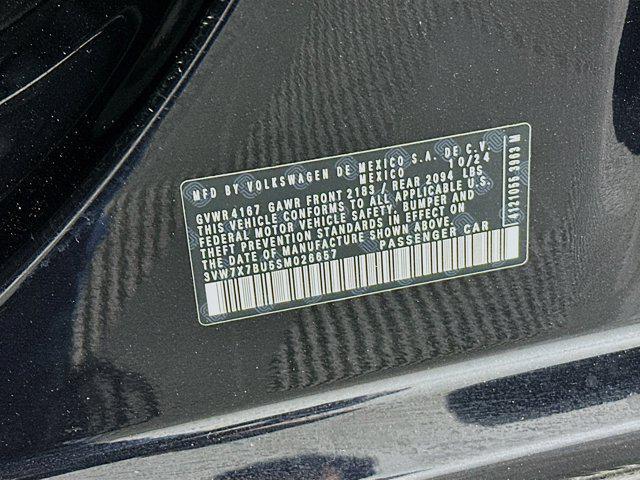 MFD BY VOLKSWAGEN DE MEXICO S.A. DE C.V.
MEXICO 10/24
GVWR4167 GAWR FRONT 2183 / REAR 2094 LBS
THIS VEHICLE CONFORMS TO ALL APPLICABLE U.S.
FEDERAL MOTOR VEHICLE SAFETY, BUMPER AND
THEFT PREVENTION STANDARDS IN EFFECT ON
THE DATE OF MANUFACTURE SHOWN ABOVE.
3VW7X7BU5SM026657 PASSENGER CAR